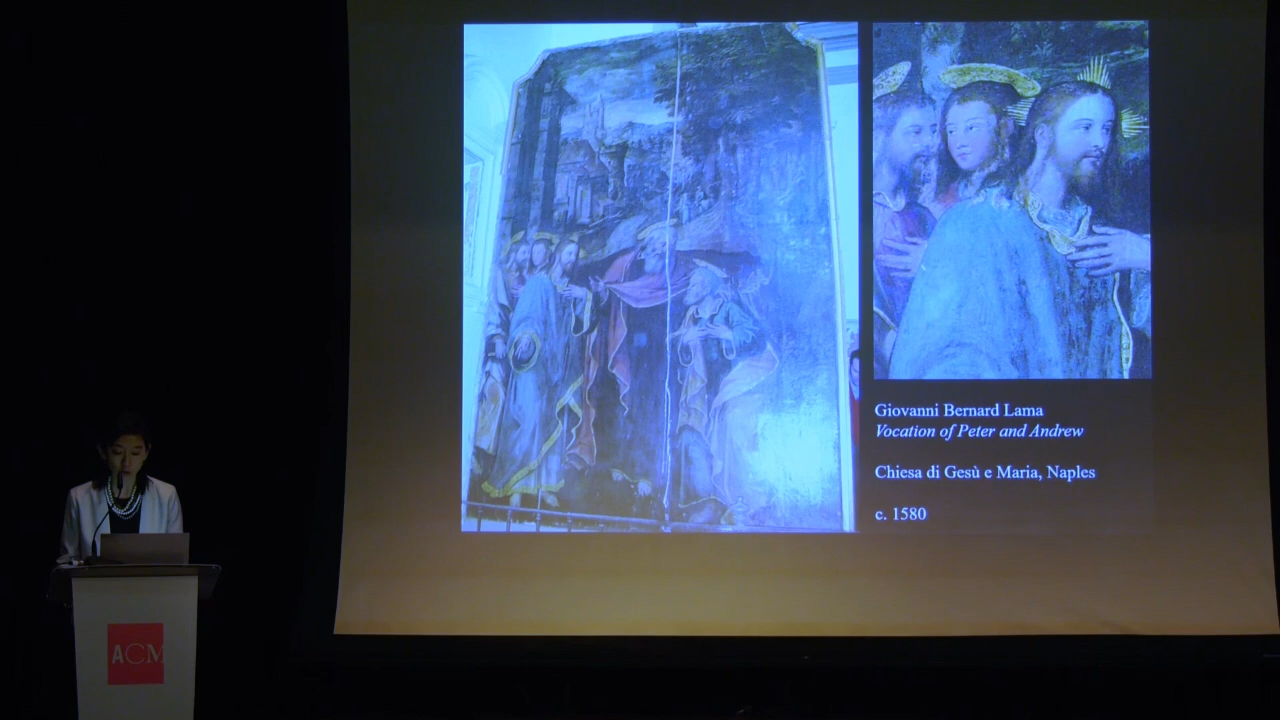 Giovanni Bernard Lama
Vocation of Peter and Andrew
Chiesa di Gesù e Maria, Naples
c. 1580
ACM